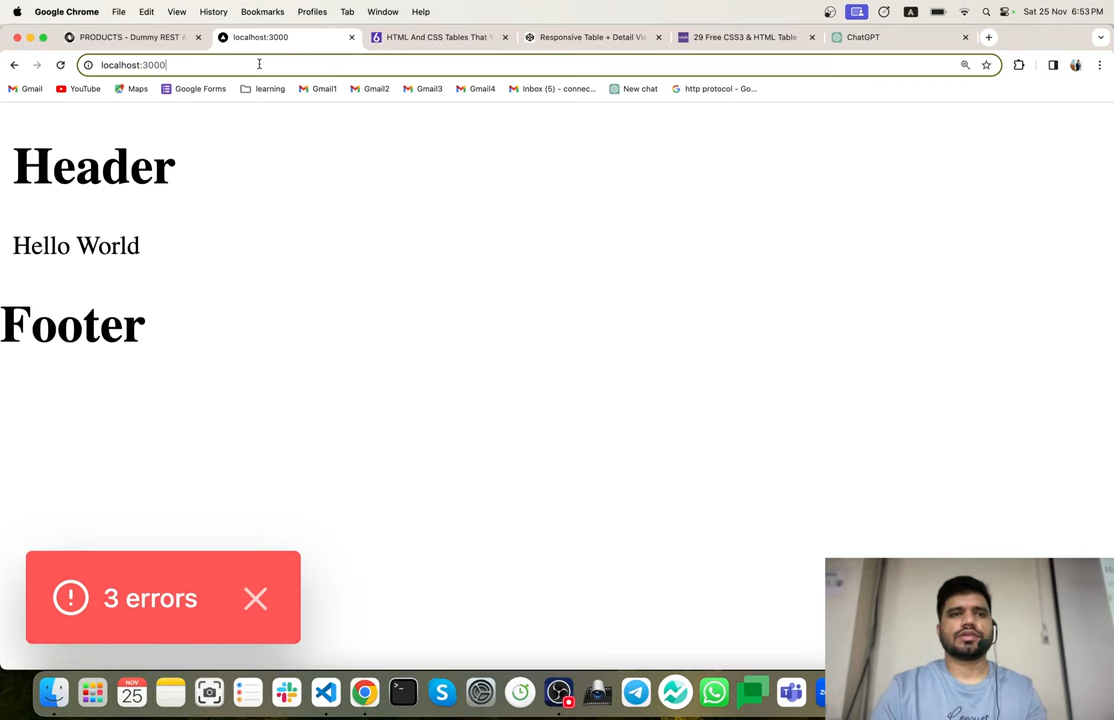 Google Chrome File Edit View History Bookmarks Profiles Tab Window Help A Sat 25 Nov 6:53 PM
PRODUCTS - Dummy REST A localhost:3000 HTML And CSS Tables That Y Responsive Table + Detail Vie 29 Free CSS3 & HTML Table ChatGPT
localhost:3000
Gmail YouTube Maps Google Forms learning Gmail1 Gmail2 Gmail3 Gmail4 Inbox (5) - connec... New chat http protocol - Go...
Header
Hello World
Footer
3 errors
NOV
25